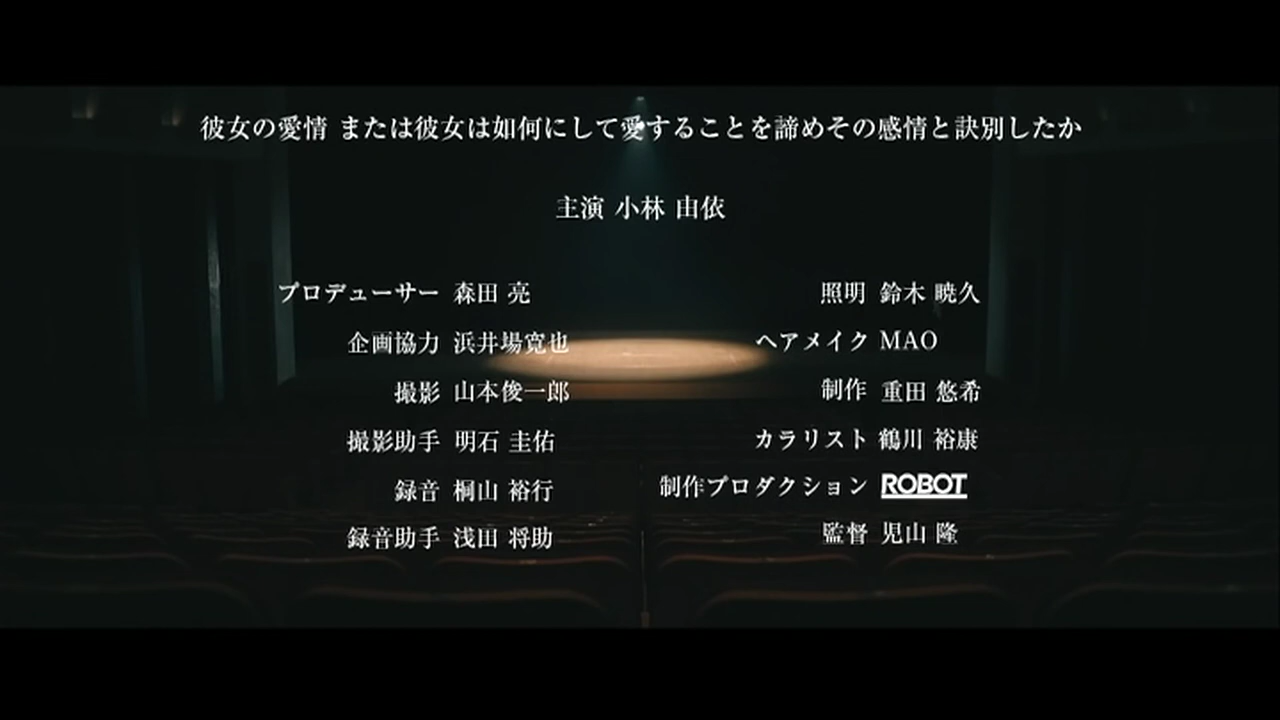 彼女の愛情 または彼女は如何にして愛することを諦めその感情と訣別したか
主演 小林 由依
プロデューサー 森田 亮
企画協力 浜井場寛也
撮影 山本俊一郎
撮影助手 明石 圭佑
録音 桐山 裕行
録音助手 浅田 将助
照明 鈴木 暁久
ヘアメイク MAO
制作 重田 悠希
カラリスト 鶴川 裕康
制作プロダクション ROBOT
監督 児山 隆